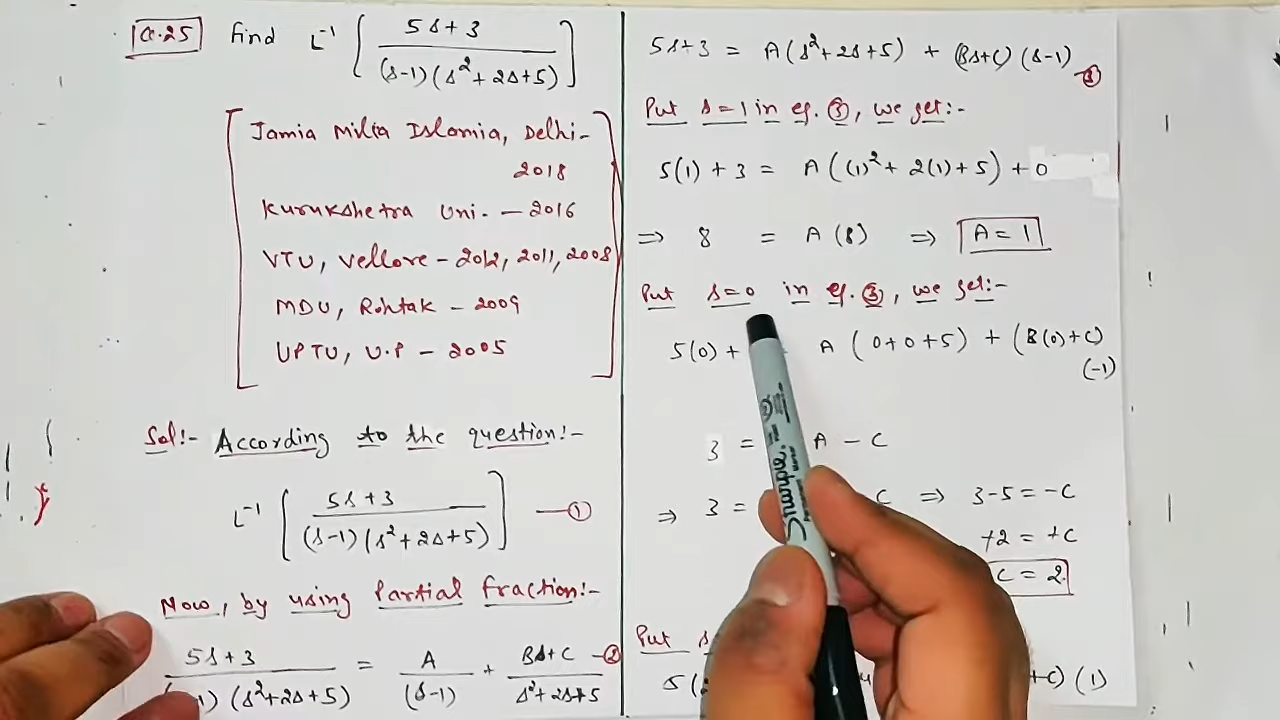 Q.25 Find L⁻¹ [ 5s+3 / (s-1)(s²+2s+5) ]
[ Jamia Milia Islamia, Delhi-
2018
Kurukshetra Uni. - 2016
VTU, Vellore - 2012, 2011, 2008
MDU, Rohtak - 2009
UPTU, U.P - 2005 ]
Sol:- According to the question:-
L⁻¹ [ 5s+3 / (s-1)(s²+2s+5) ] —①
Now, by using Partial fraction:-
5s+3 / 1) (s²+2s+5) = A / (s-1) + Bs+C / s²+2s+5 —②
5s+3 = A(s²+2s+5) + (Bs+C)(s-1) —③
Put s=1 in eq. ③, we get:-
5(1)+3 = A((1)²+2(1)+5)+0
⇒ 8 = A(8) ⇒ A=1
Put s=0 in eq. ③, we get:-
5(0)+ A (0+0+5) + (B(0)+C)
(-1)
3 = A - C
⇒ 3 = C ⇒ 3-5=-C
+2=+C
C=2
Put s
5( ) (1)
Sharpie